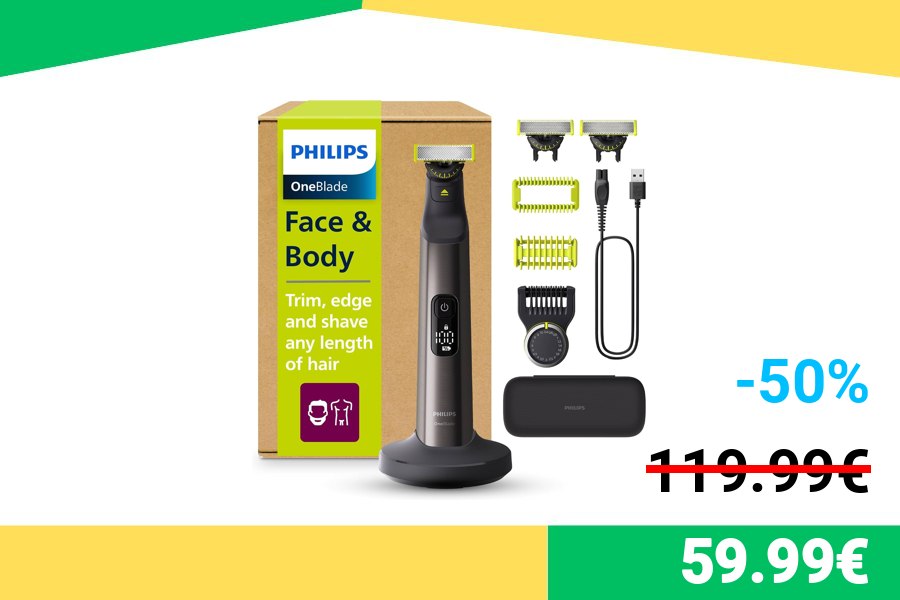 PHILIPS
OneBlade
Face &
Body
Trim, edge
and shave
any length
of hair
100
%
PHILIPS
OneBlade
PHILIPS
-50%
119.99€
59.99€